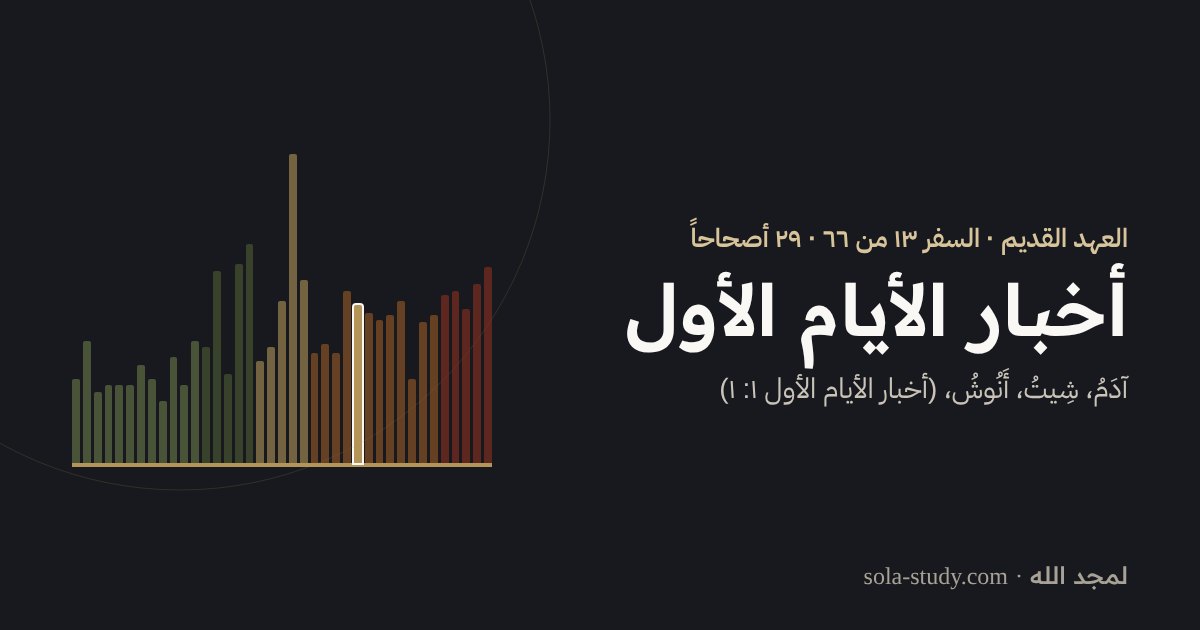 العهد القديم · السفر ١٣ من ٦٦ · ٢٩ أصحاحاً
أخبار الأيام الأول
آدَمُ، شِيتُ، أَنُوشُ، (أخبار الأيام الأول ١: ١)
لمجد الله · sola-study.com